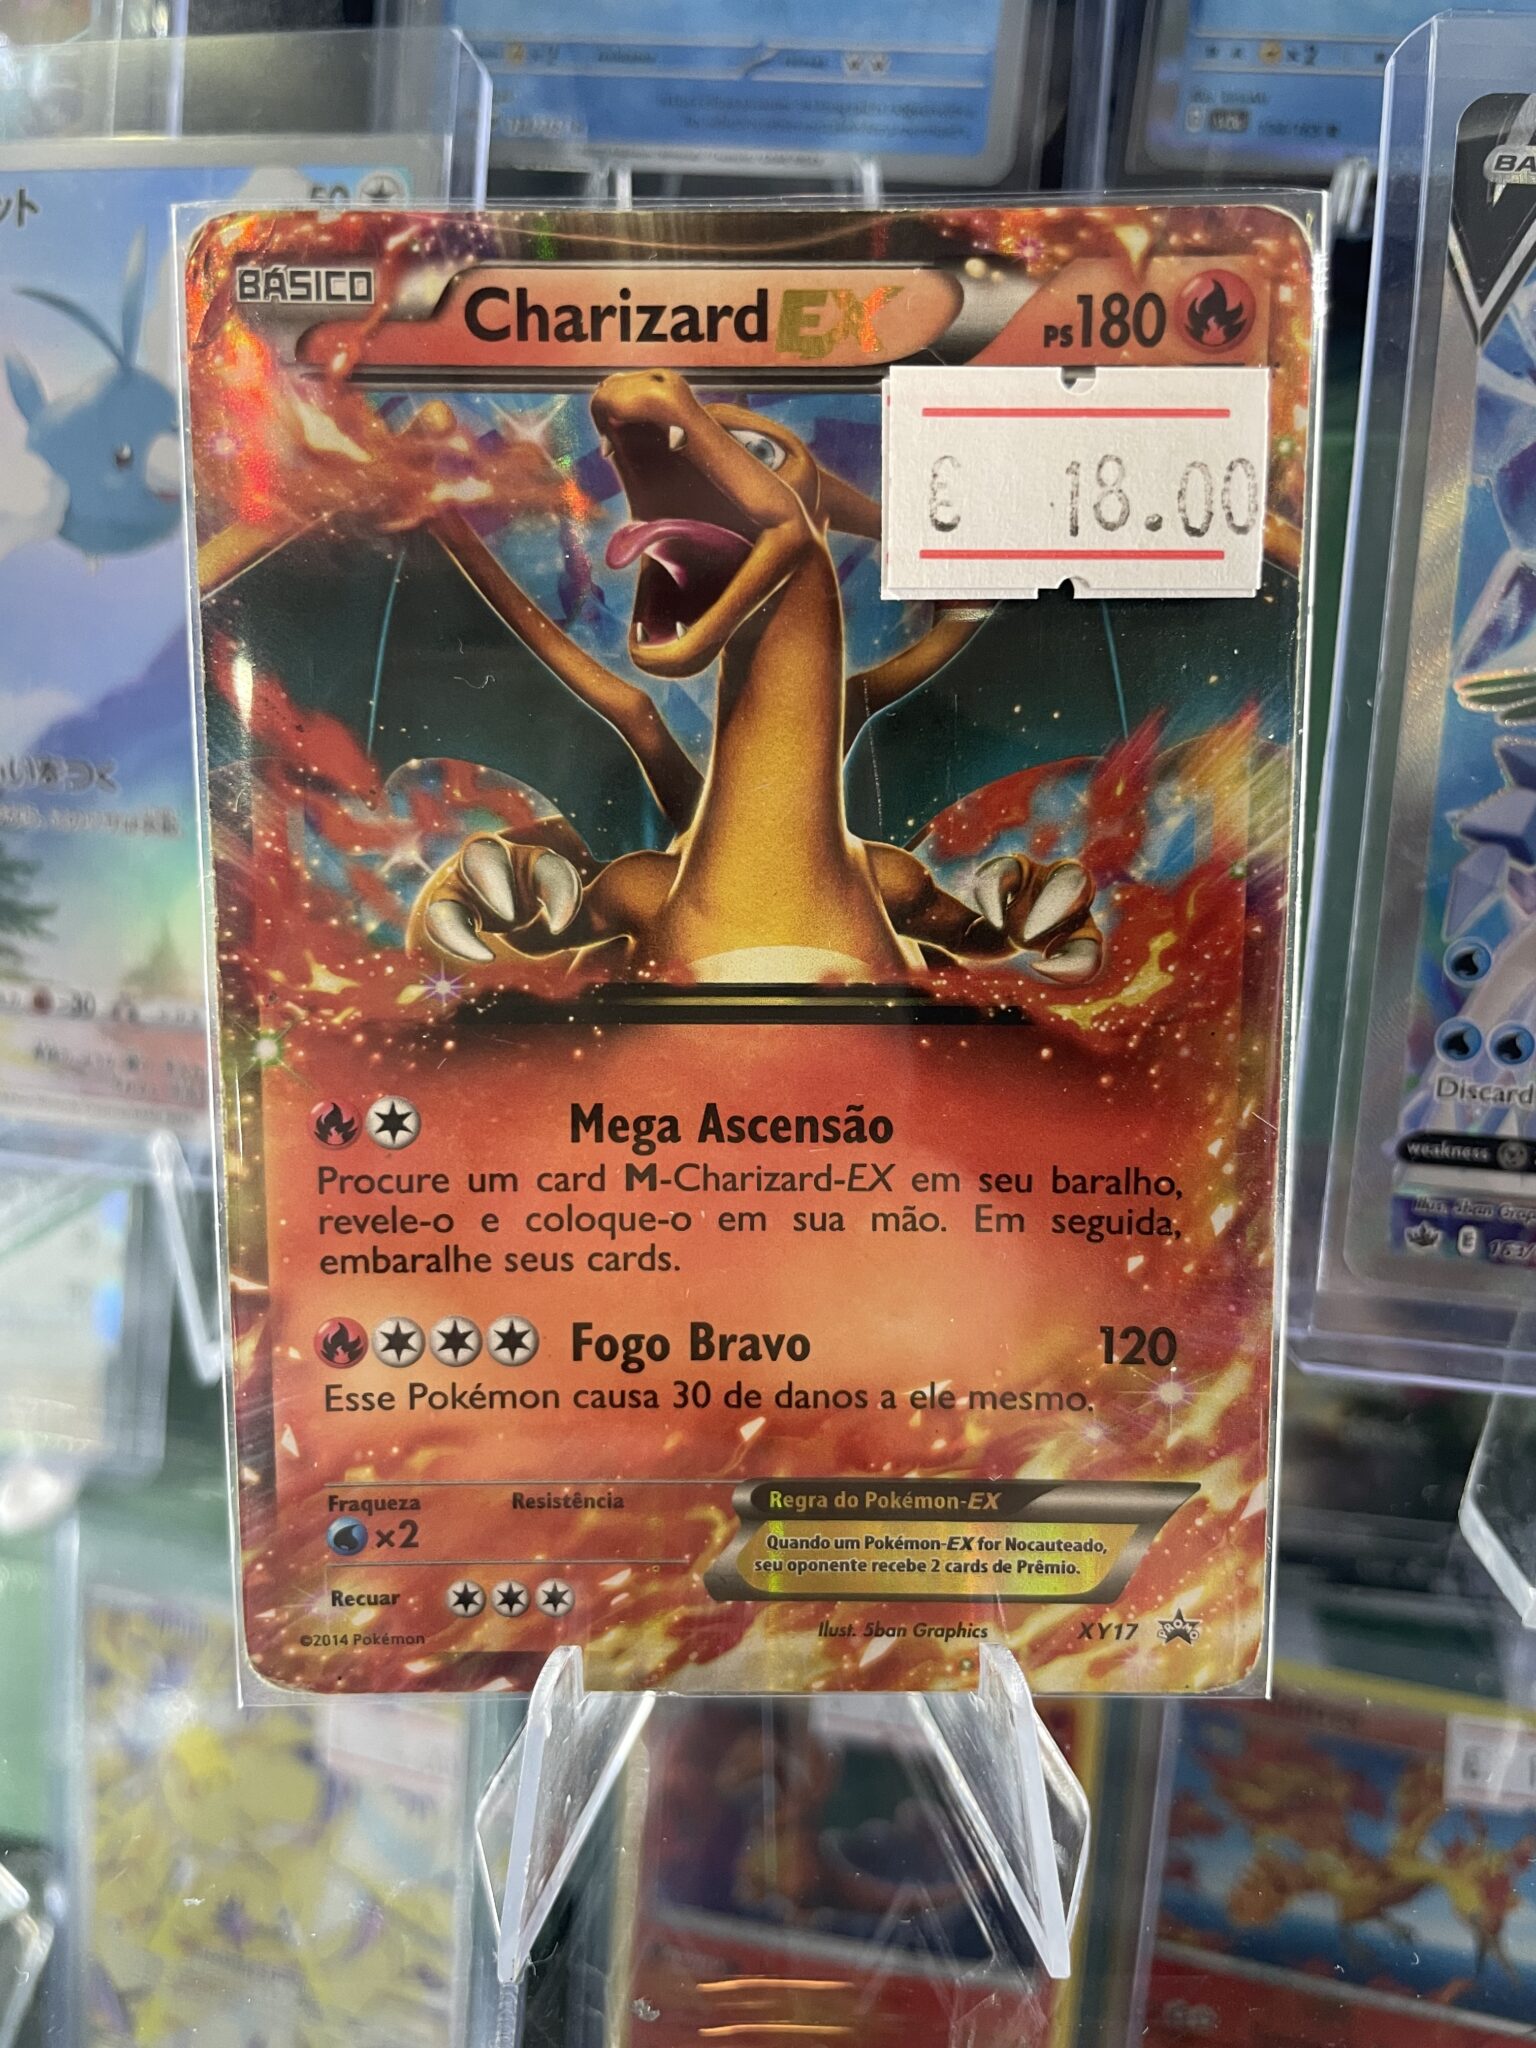 BÁSICO
Charizard EX
PS 180
€ 18.00
Mega Ascensão
Procure um card M-Charizard-EX em seu baralho,
revele-o e coloque-o em sua mão. Em seguida,
embaralhe seus cards.
Fogo Bravo 120
Esse Pokémon causa 30 de danos a ele mesmo.
Fraqueza Resistência
×2
Regra do Pokémon-EX
Quando um Pokémon-EX for Nocauteado,
seu oponente recebe 2 cards de Prêmio.
Recuar
©2014 Pokémon
Ilust. 5ban Graphics
XY17
PROMO
Discard
weakness